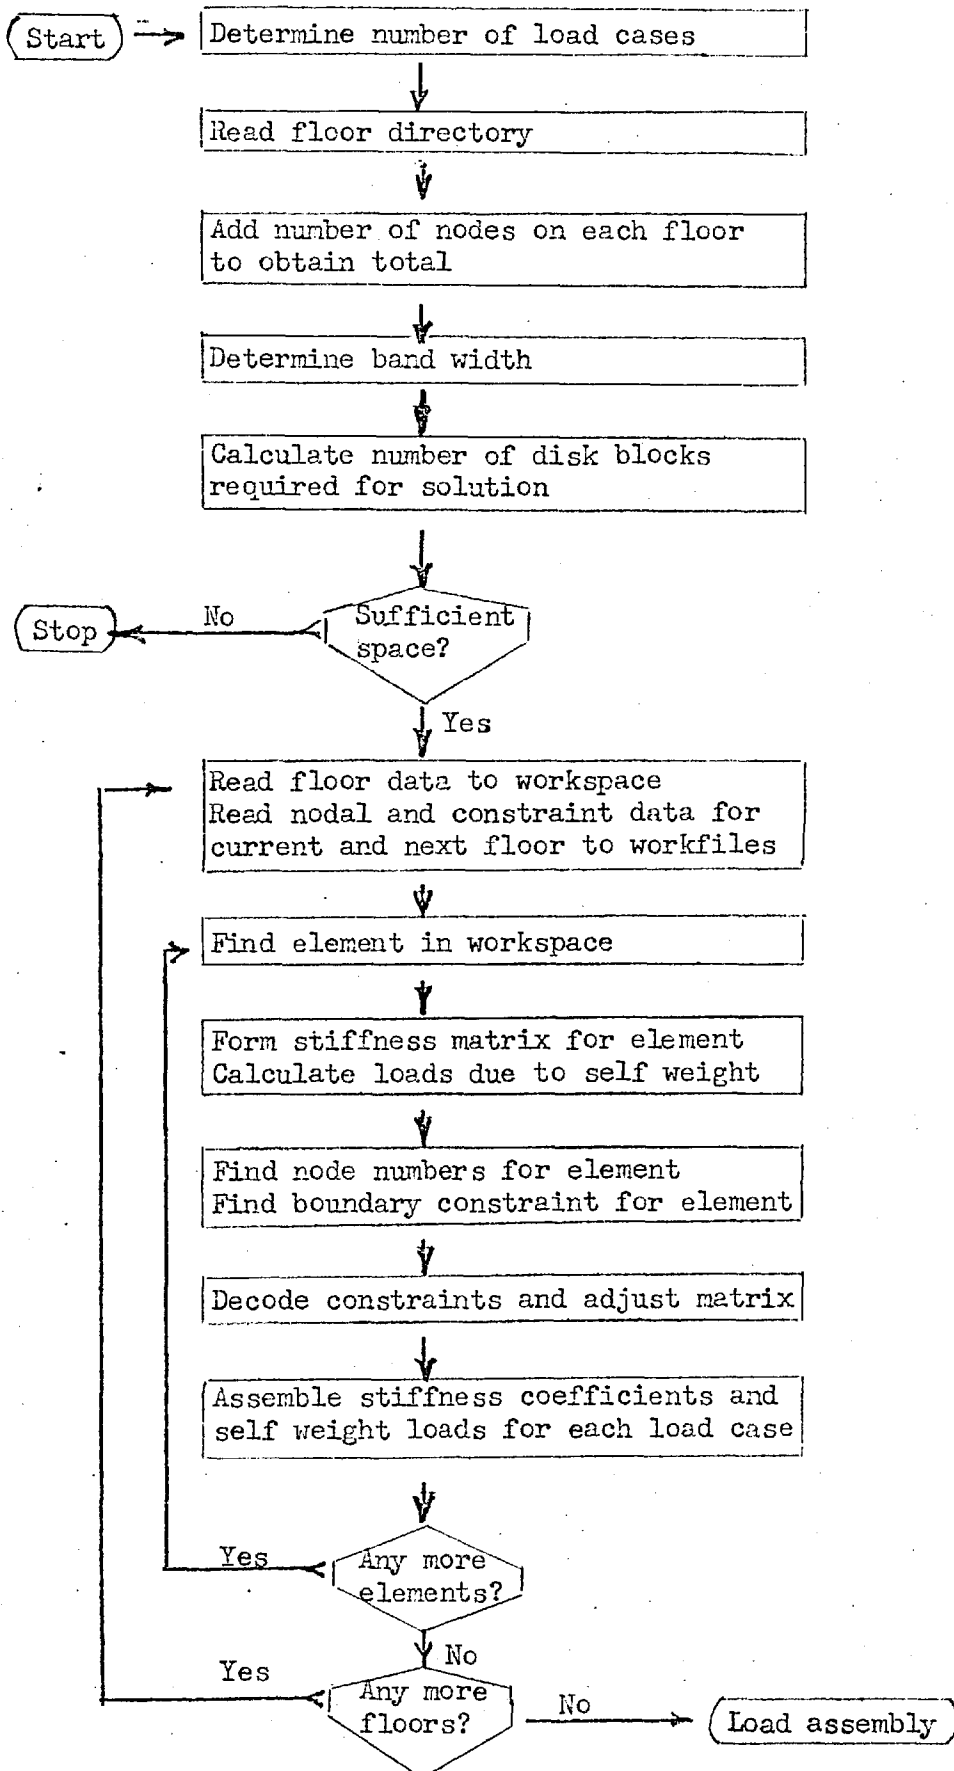 Start
Determine number of load cases
Read floor directory
Add number of nodes on each floor
to obtain total
Determine band width
Calculate number of disk blocks
required for solution
Sufficient
space?
No
Stop
Yes
Read floor data to workspace
Read nodal and constraint data for
current and next floor to workfiles
Find element in workspace
Form stiffness matrix for element
Calculate loads due to self weight
Find node numbers for element
Find boundary constraint for element
Decode constraints and adjust matrix
Assemble stiffness coefficients and
self weight loads for each load case
Yes
Any more
elements?
No
Yes
Any more
floors?
No
Load assembly